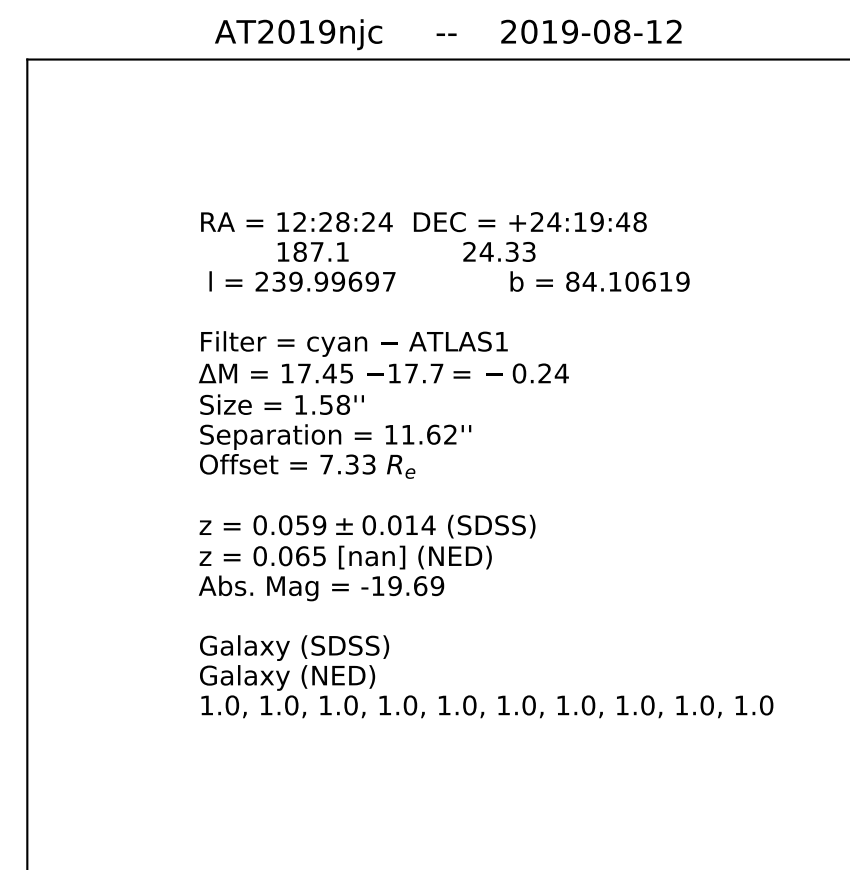 AT2019njc -- 2019-08-12
RA = 12:28:24 DEC = +24:19:48
187.1 24.33
l = 239.99697 b = 84.10619
Filter = cyan − ATLAS1
ΔM = 17.45 −17.7 = − 0.24
Size = 1.58''
Separation = 11.62''
Offset = 7.33 Re
z = 0.059 ± 0.014 (SDSS)
z = 0.065 [nan] (NED)
Abs. Mag = -19.69
Galaxy (SDSS)
Galaxy (NED)
1.0, 1.0, 1.0, 1.0, 1.0, 1.0, 1.0, 1.0, 1.0, 1.0